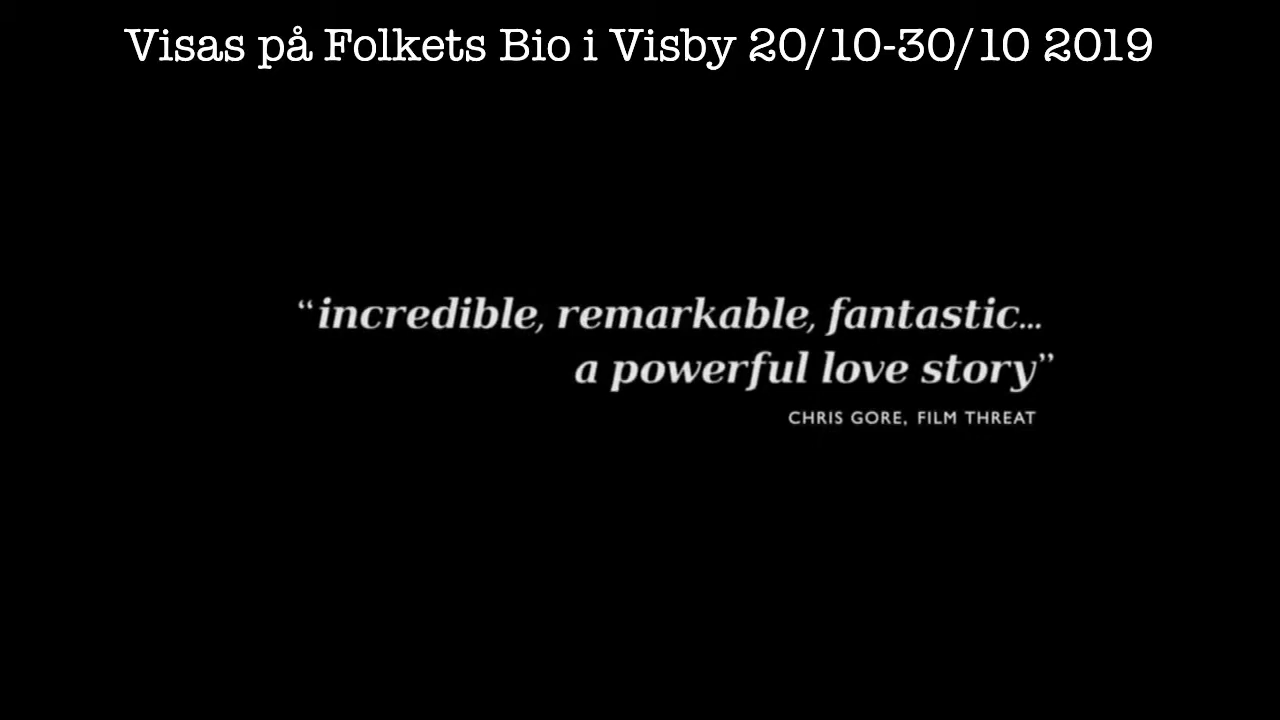 Visas på Folkets Bio i Visby 20/10-30/10 2019
“incredible, remarkable, fantastic...
a powerful love story”
CHRIS GORE, FILM THREAT